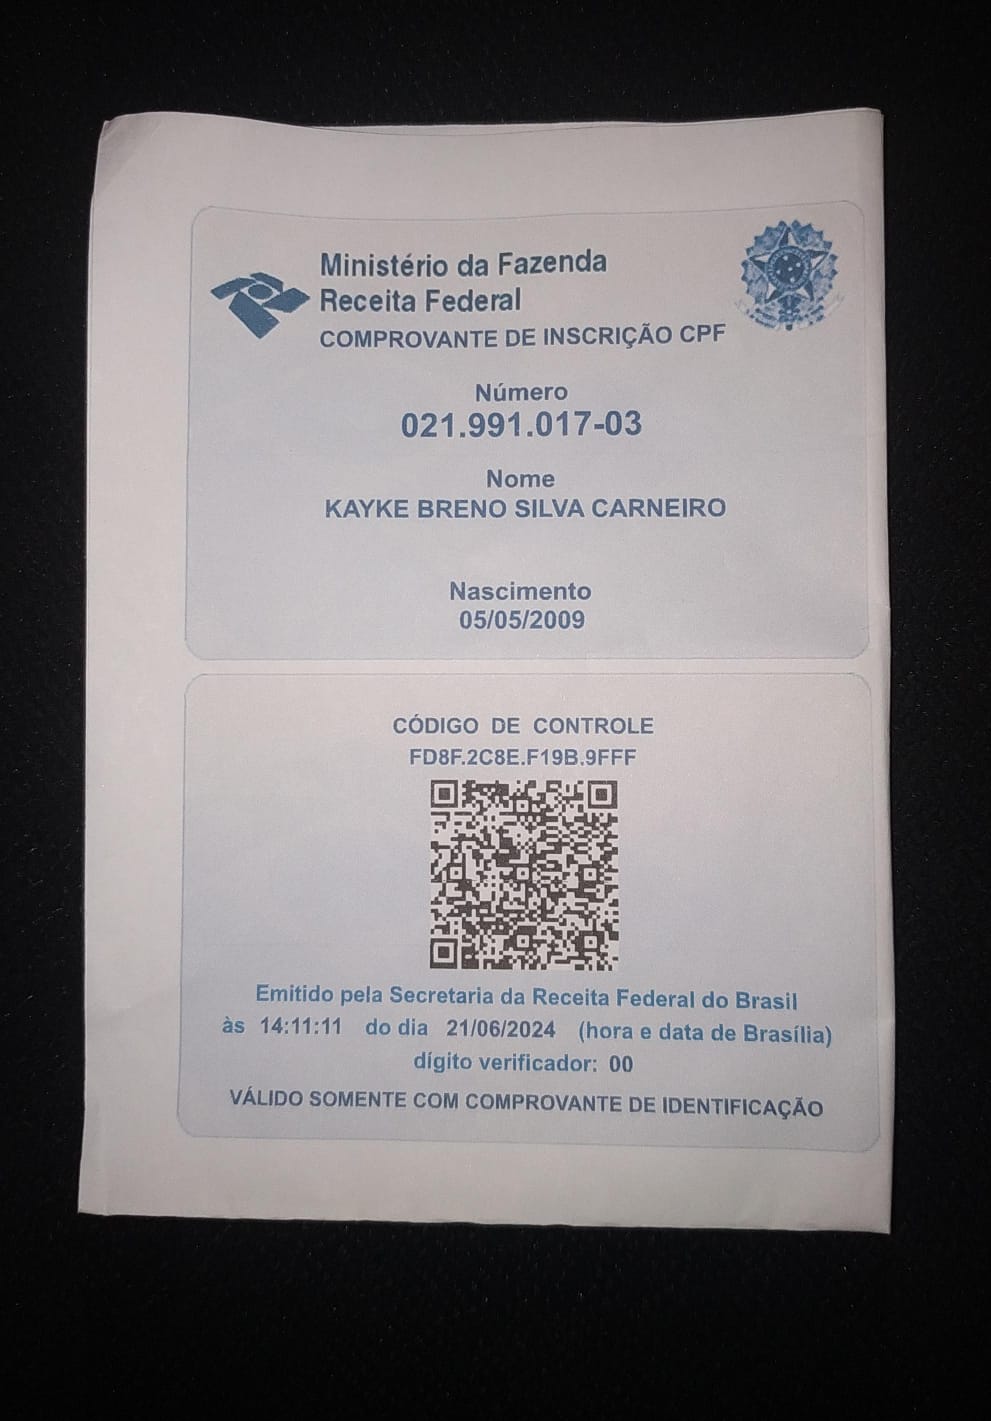 Ministério da Fazenda
Receita Federal
COMPROVANTE DE INSCRIÇÃO CPF
Número
021.991.017-03
Nome
KAYKE BRENO SILVA CARNEIRO
Nascimento
05/05/2009
CÓDIGO DE CONTROLE
FD8F.2C8E.F19B.9FFF
Emitido pela Secretaria da Receita Federal do Brasil
às 14:11:11 do dia 21/06/2024 (hora e data de Brasília)
dígito verificador: 00
VÁLIDO SOMENTE COM COMPROVANTE DE IDENTIFICAÇÃO